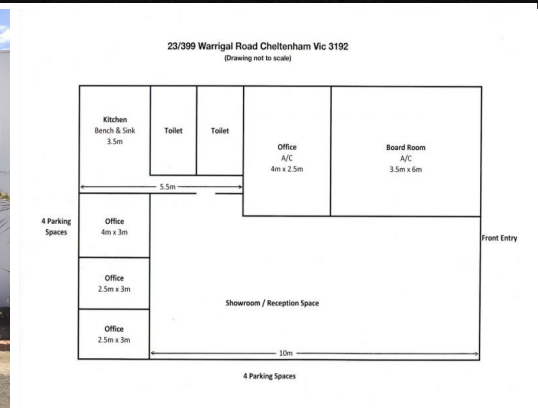 23/399 Warrigal Road Cheltenham Vic 3192
(Drawing not to scale)
Kitchen
Bench & Sink
3.5m
Toilet
Toilet
Office
A/C
4m x 2.5m
Board Room
A/C
3.5m x 6m
5.5m
4 Parking
Spaces
Office
4m x 3m
Front Entry
Office
2.5m x 3m
Showroom / Reception Space
Office
2.5m x 3m
10m
4 Parking Spaces